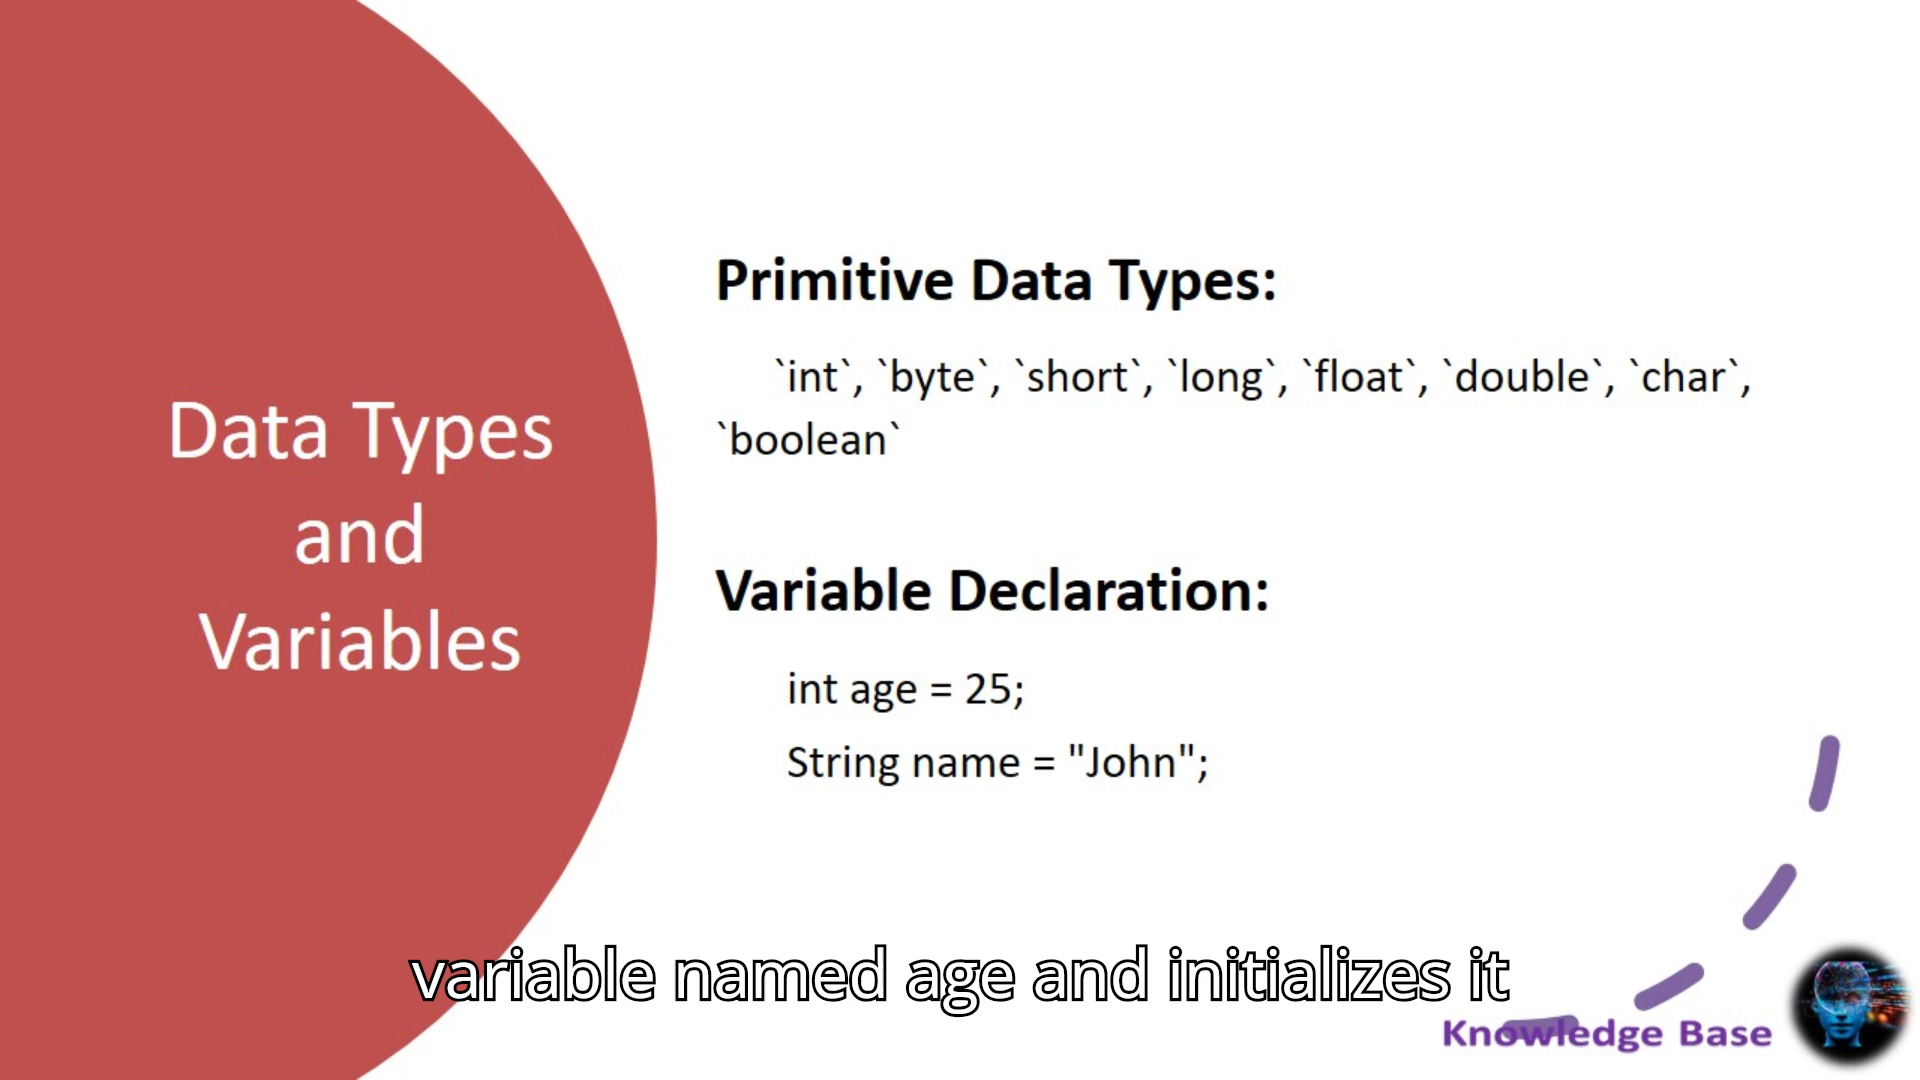 Data Types
and
Variables
Primitive Data Types:
`int`, `byte`, `short`, `long`, `float`, `double`, `char`,
`boolean`
Variable Declaration:
int age = 25;
String name = "John";
variable named age and initializes it
Knowledge Base